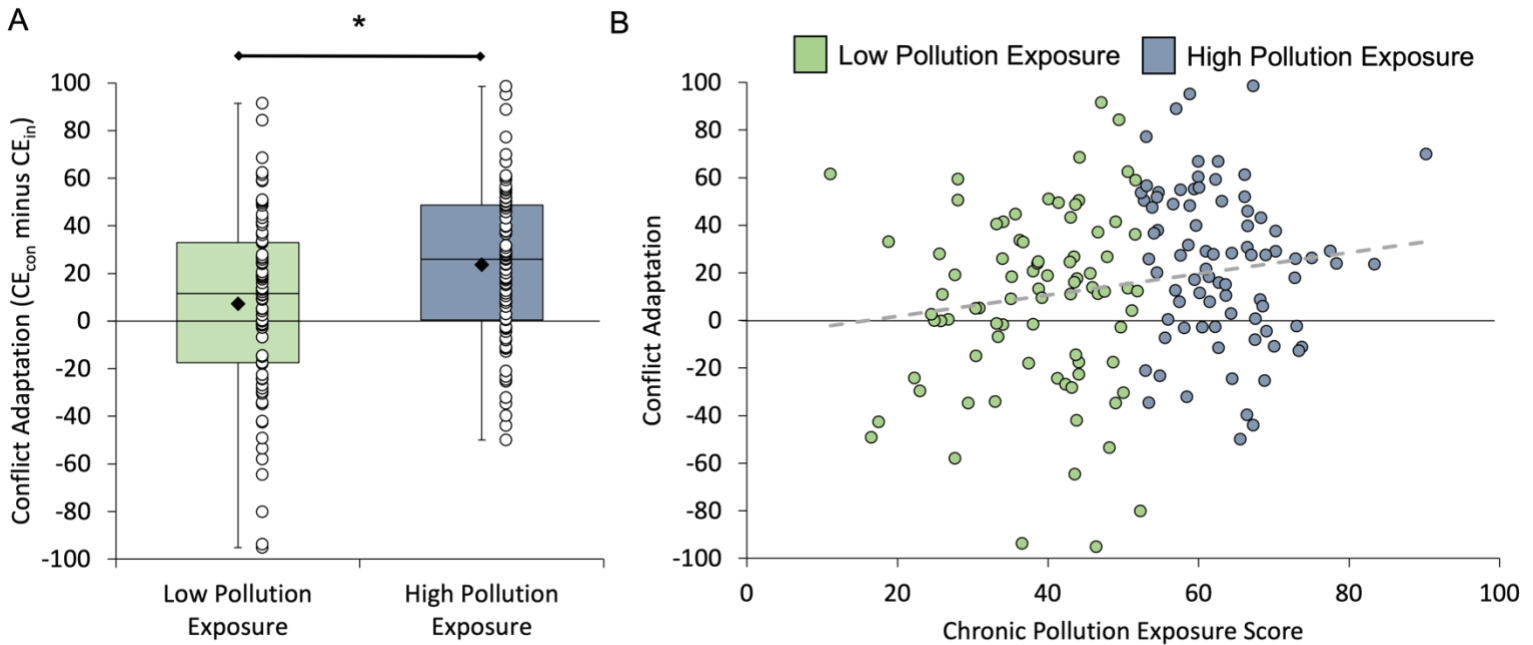 A
*
Conflict Adaptation (CEcon minus CEin)
100
80
60
40
20
0
-20
-40
-60
-80
-100
Low Pollution
Exposure
High Pollution
Exposure
B
Low Pollution Exposure
High Pollution Exposure
Conflict Adaptation
100
80
60
40
20
0
-20
-40
-60
-80
-100
0
20
40
60
80
100
Chronic Pollution Exposure Score